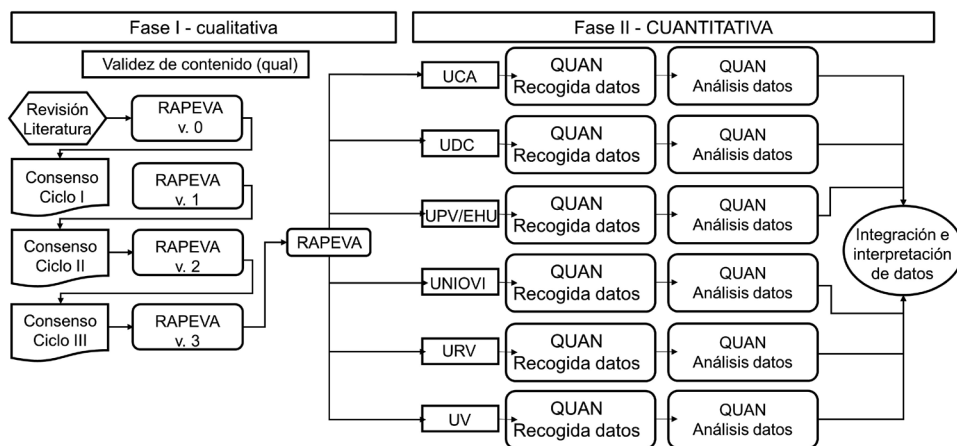 Fase I - cualitativa
Fase II - CUANTITATIVA
Validez de contenido (qual)
Revisión
Literatura
RAPEVA
v. 0
Consenso
Ciclo I
RAPEVA
v. 1
Consenso
Ciclo II
RAPEVA
v. 2
Consenso
Ciclo III
RAPEVA
v. 3
RAPEVA
UCA
QUAN
Recogida datos
QUAN
Análisis datos
UDC
QUAN
Recogida datos
QUAN
Análisis datos
UPV/EHU
QUAN
Recogida datos
QUAN
Análisis datos
UNIOVI
QUAN
Recogida datos
QUAN
Análisis datos
URV
QUAN
Recogida datos
QUAN
Análisis datos
UV
QUAN
Recogida datos
QUAN
Análisis datos
Integración e
interpretación
de datos